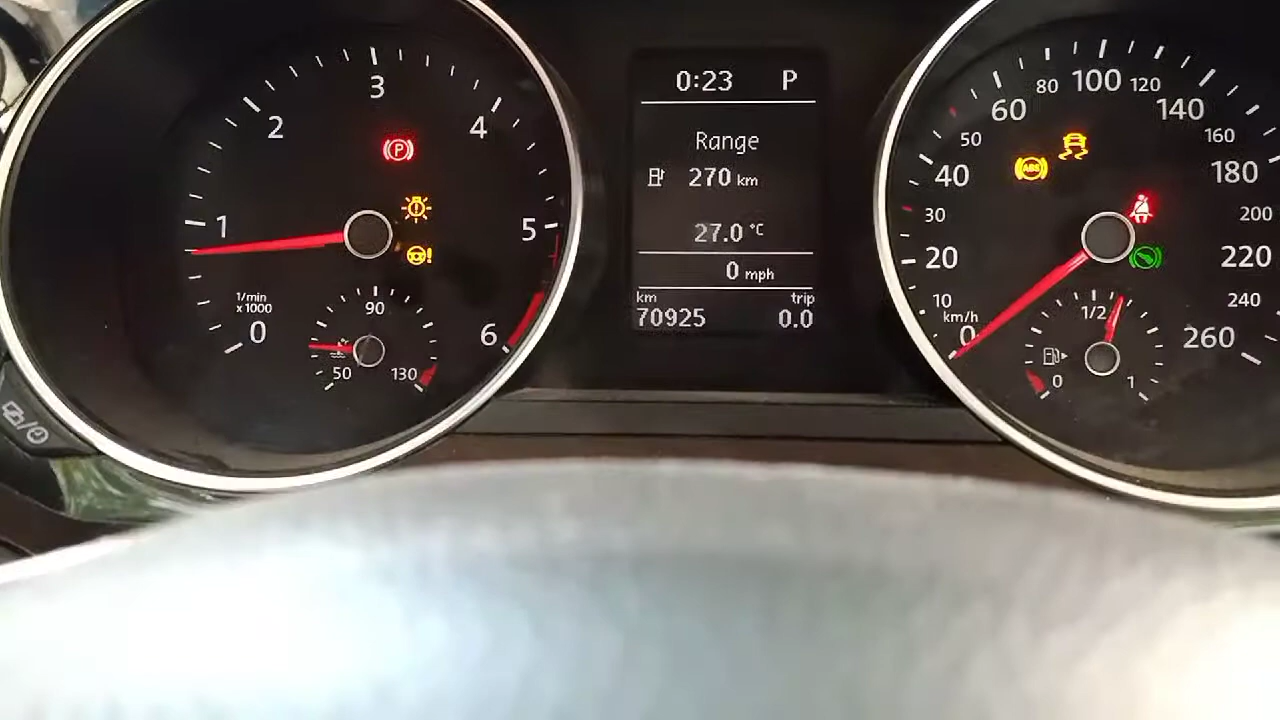 0:23 P
Range
270 km
27.0 °C
0 mph
km trip
70925 0.0
0 1 2 3 4 5 6
1/min
x1000
P
50 90 130
0 20 40 60 80 100 120 140 160 180 200 220 240 260
10 30 50
km/h
ABS
0 1/2 1